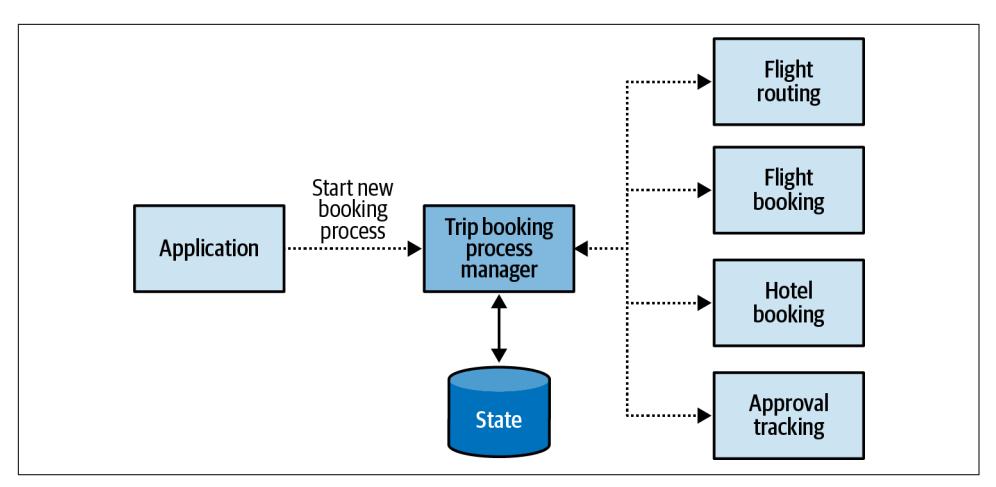 Flight
routing
Flight
booking
Start new
booking
process
Application
Trip booking
process
manager
Hotel
booking
State
Approval
tracking